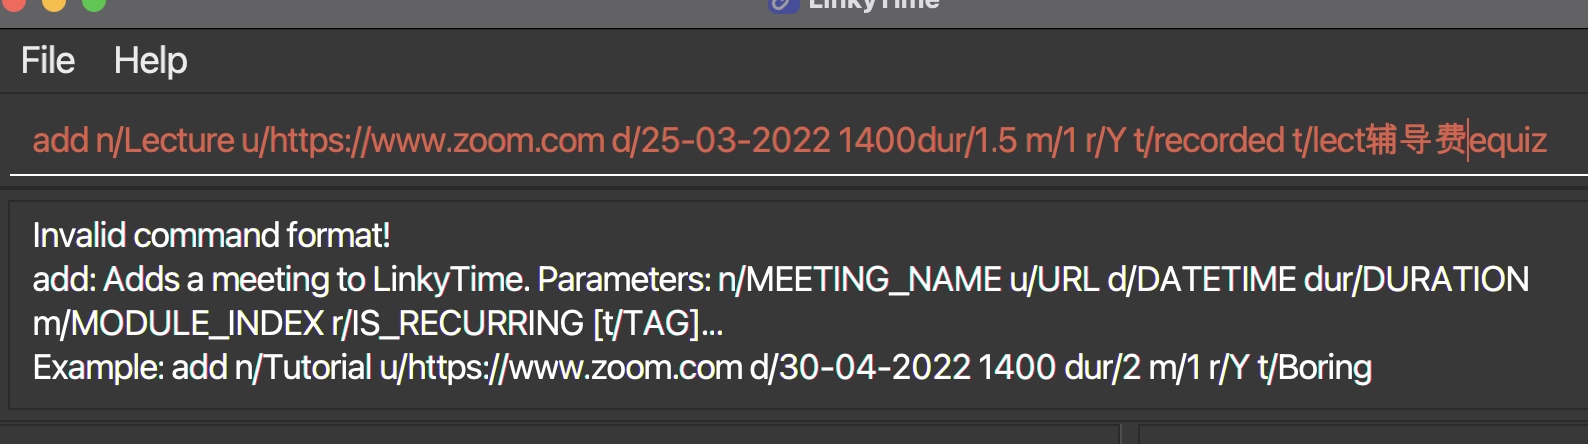 LinkyTime
File Help
add n/Lecture u/https://www.zoom.com d/25-03-2022 1400dur/1.5 m/1 r/Y t/recorded t/lect辅导费equiz
Invalid command format!
add: Adds a meeting to LinkyTime. Parameters: n/MEETING_NAME u/URL d/DATETIME dur/DURATION
m/MODULE_INDEX r/IS_RECURRING [t/TAG]...
Example: add n/Tutorial u/https://www.zoom.com d/30-04-2022 1400 dur/2 m/1 r/Y t/Boring